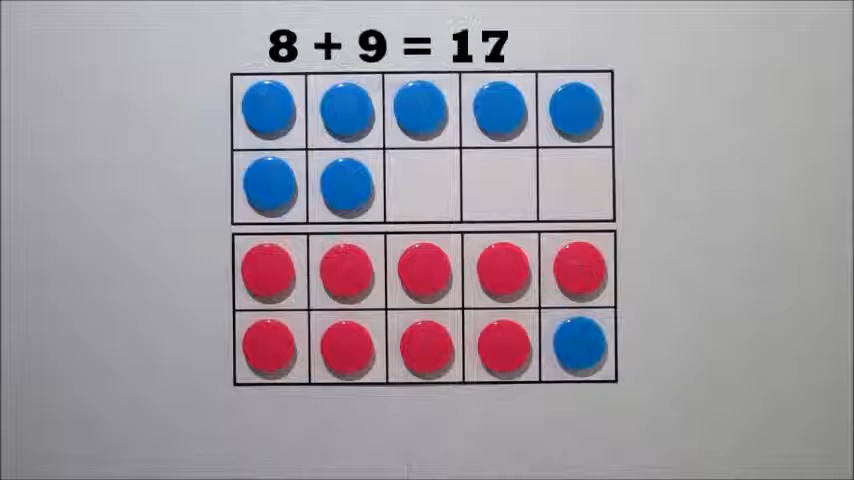 8 + 9 = 17